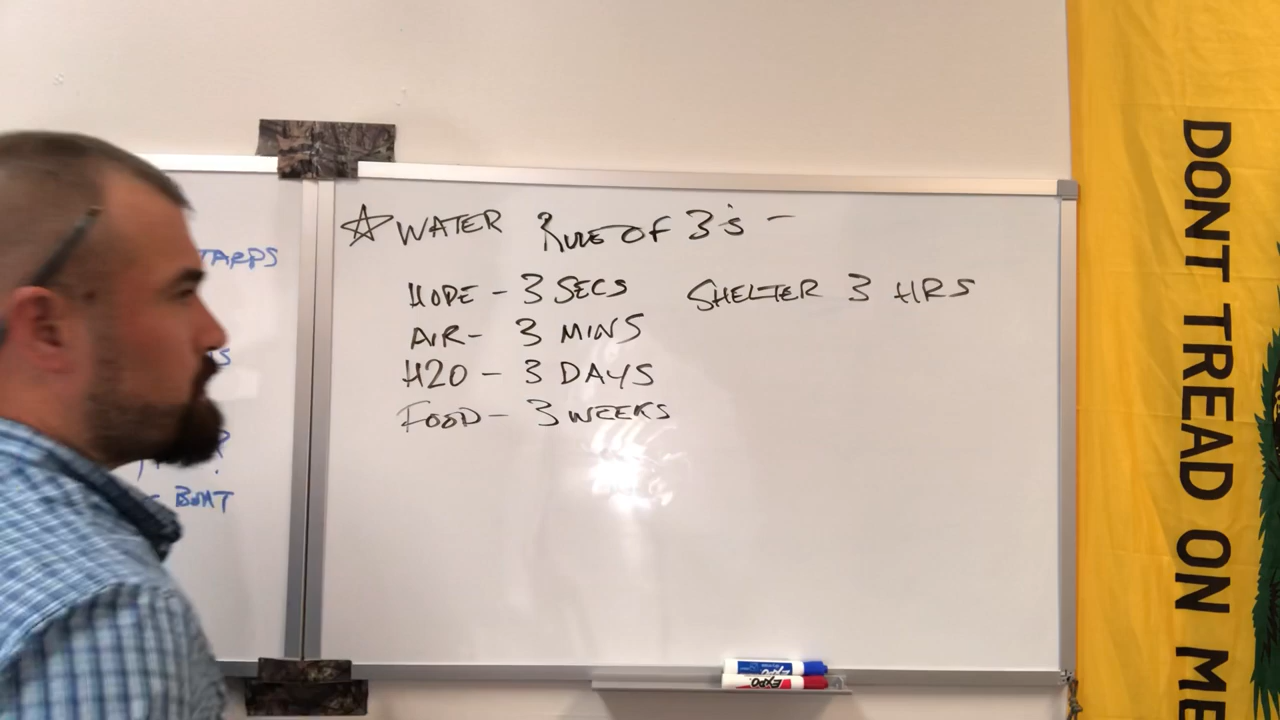 TARPS
BOAT
☆ WATER RULE OF 3's -
HOPE - 3 SECS SHELTER 3 HRS
AIR- 3 MINS
H2O - 3 DAYS
FOOD - 3 WEEKS
EXPO
DONT TREAD ON ME